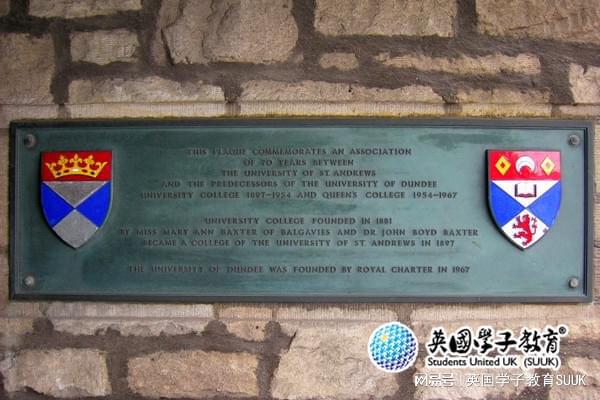 THIS PLAQUE COMMEMORATES AN ASSOCIATION
OF 70 YEARS BETWEEN
THE UNIVERSITY OF ST. ANDREWS
AND THE PREDECESSORS OF THE UNIVERSITY OF DUNDEE
UNIVERSITY COLLEGE 1897–1954 AND QUEEN'S COLLEGE 1954–1967
UNIVERSITY COLLEGE FOUNDED IN 1881
BY MISS MARY ANN BAXTER OF BALGAVIES AND DR JOHN BOYD BAXTER
BECAME A COLLEGE OF THE UNIVERSITY OF ST. ANDREWS IN 1897
THE UNIVERSITY OF DUNDEE WAS FOUNDED BY ROYAL CHARTER IN 1967
英國學子教育®
Students United UK (SUUK)
搜狐号|英国学子教育SUUK